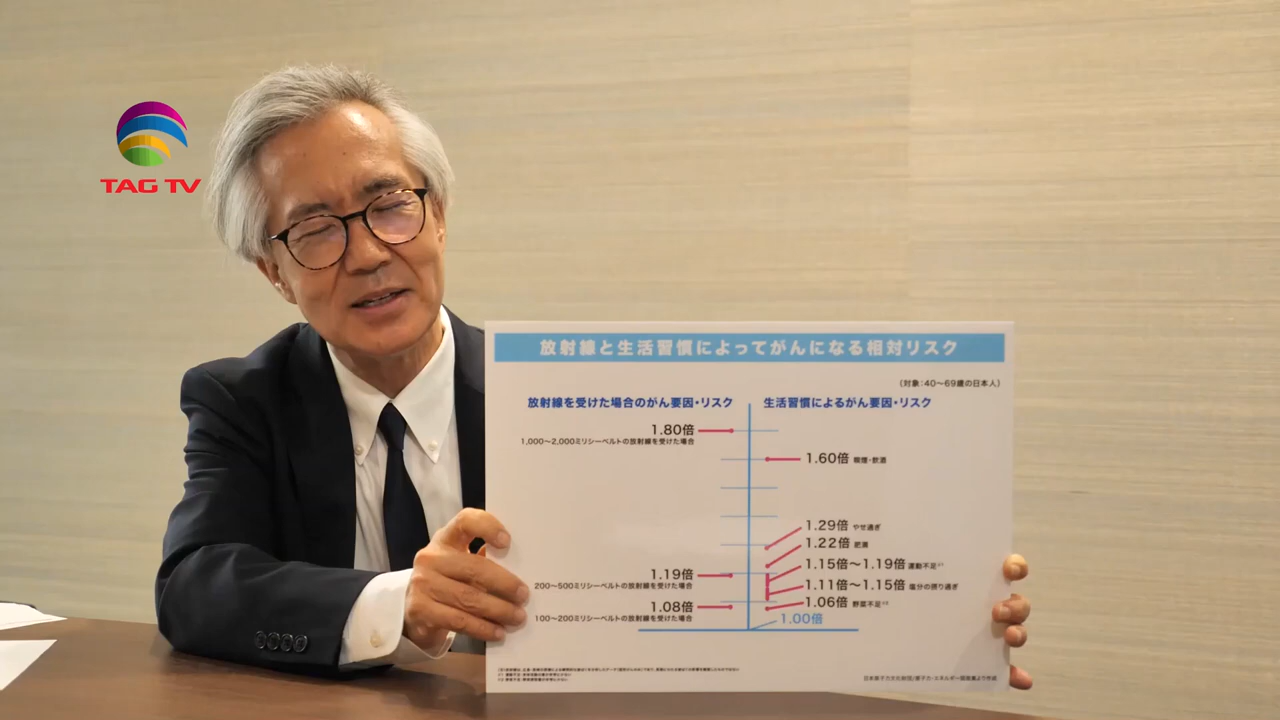 TAG TV
放射線と生活習慣によってがんになる相対リスク
(対象:40〜69歳の日本人)
放射線を受けた場合のがん要因・リスク
生活習慣によるがん要因・リスク
1.80倍
1,000〜2,000ミリシーベルトの放射線を受けた場合
1.60倍 喫煙・飲酒
1.29倍 やせ過ぎ
1.22倍 肥満
1.15倍〜1.19倍 運動不足
1.19倍
200〜500ミリシーベルトの放射線を受けた場合
1.11倍〜1.15倍 塩分の摂り過ぎ
1.08倍
100〜200ミリシーベルトの放射線を受けた場合
1.06倍 野菜不足
1.00倍